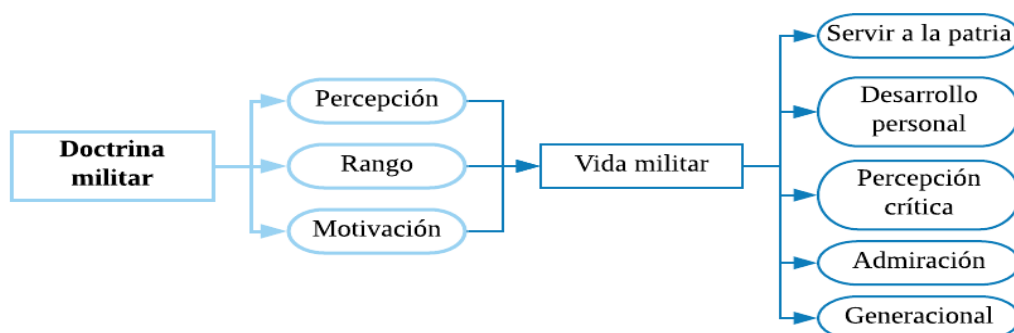 Doctrina
militar
Percepción
Rango
Motivación
Vida militar
Servir a la patria
Desarrollo
personal
Percepción
crítica
Admiración
Generacional